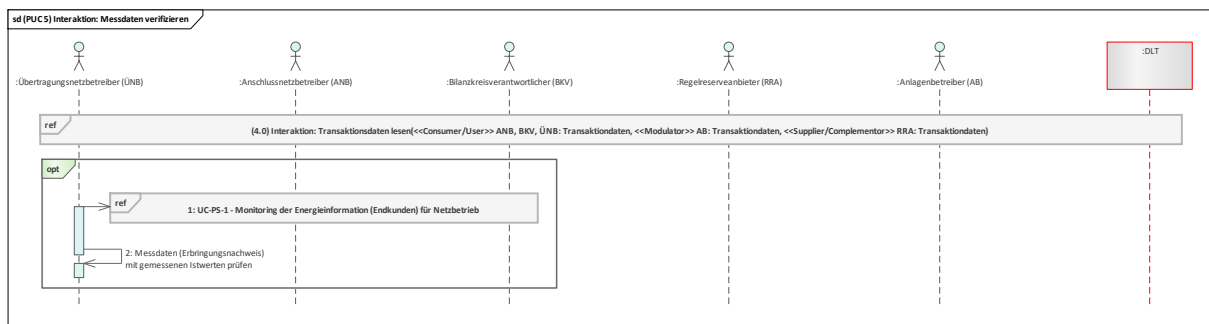 sd (PUC 5) Interaktion: Messdaten verifizieren
:Übertragungsnetzbetreiber (ÜNB)
:Anschlussnetzbetreiber (ANB)
:Bilanzkreisverantwortlicher (BKV)
:Regelreserveanbieter (RRA)
:Anlagenbetreiber (AB)
:DLT
ref
(4.0) Interaktion: Transaktionsdaten lesen(<<Consumer/User>> ANB, BKV, ÜNB: Transaktiondaten, <<Modulator>> AB: Transaktiondaten, <<Supplier/Complementor>> RRA: Transaktiondaten)
opt
ref
1: UC-PS-1 - Monitoring der Energieinformation (Endkunden) für Netzbetrieb
2: Messdaten (Erbringungsnachweis)
mit gemessenen Istwerten prüfen